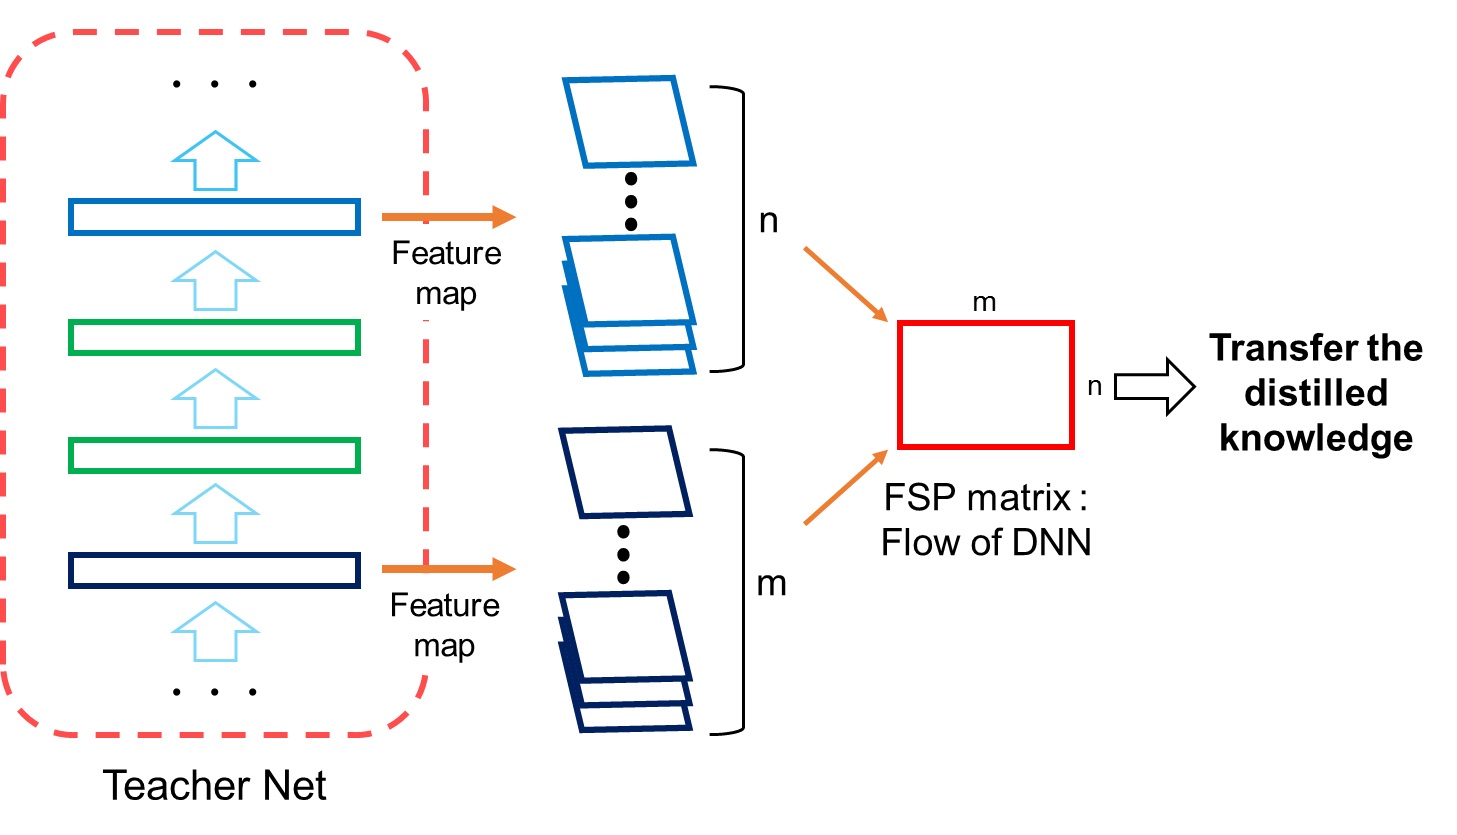 . . .
Feature
map
n
m
n
Transfer the
distilled
knowledge
FSP matrix :
Flow of DNN
Feature
map
m
. . .
Teacher Net